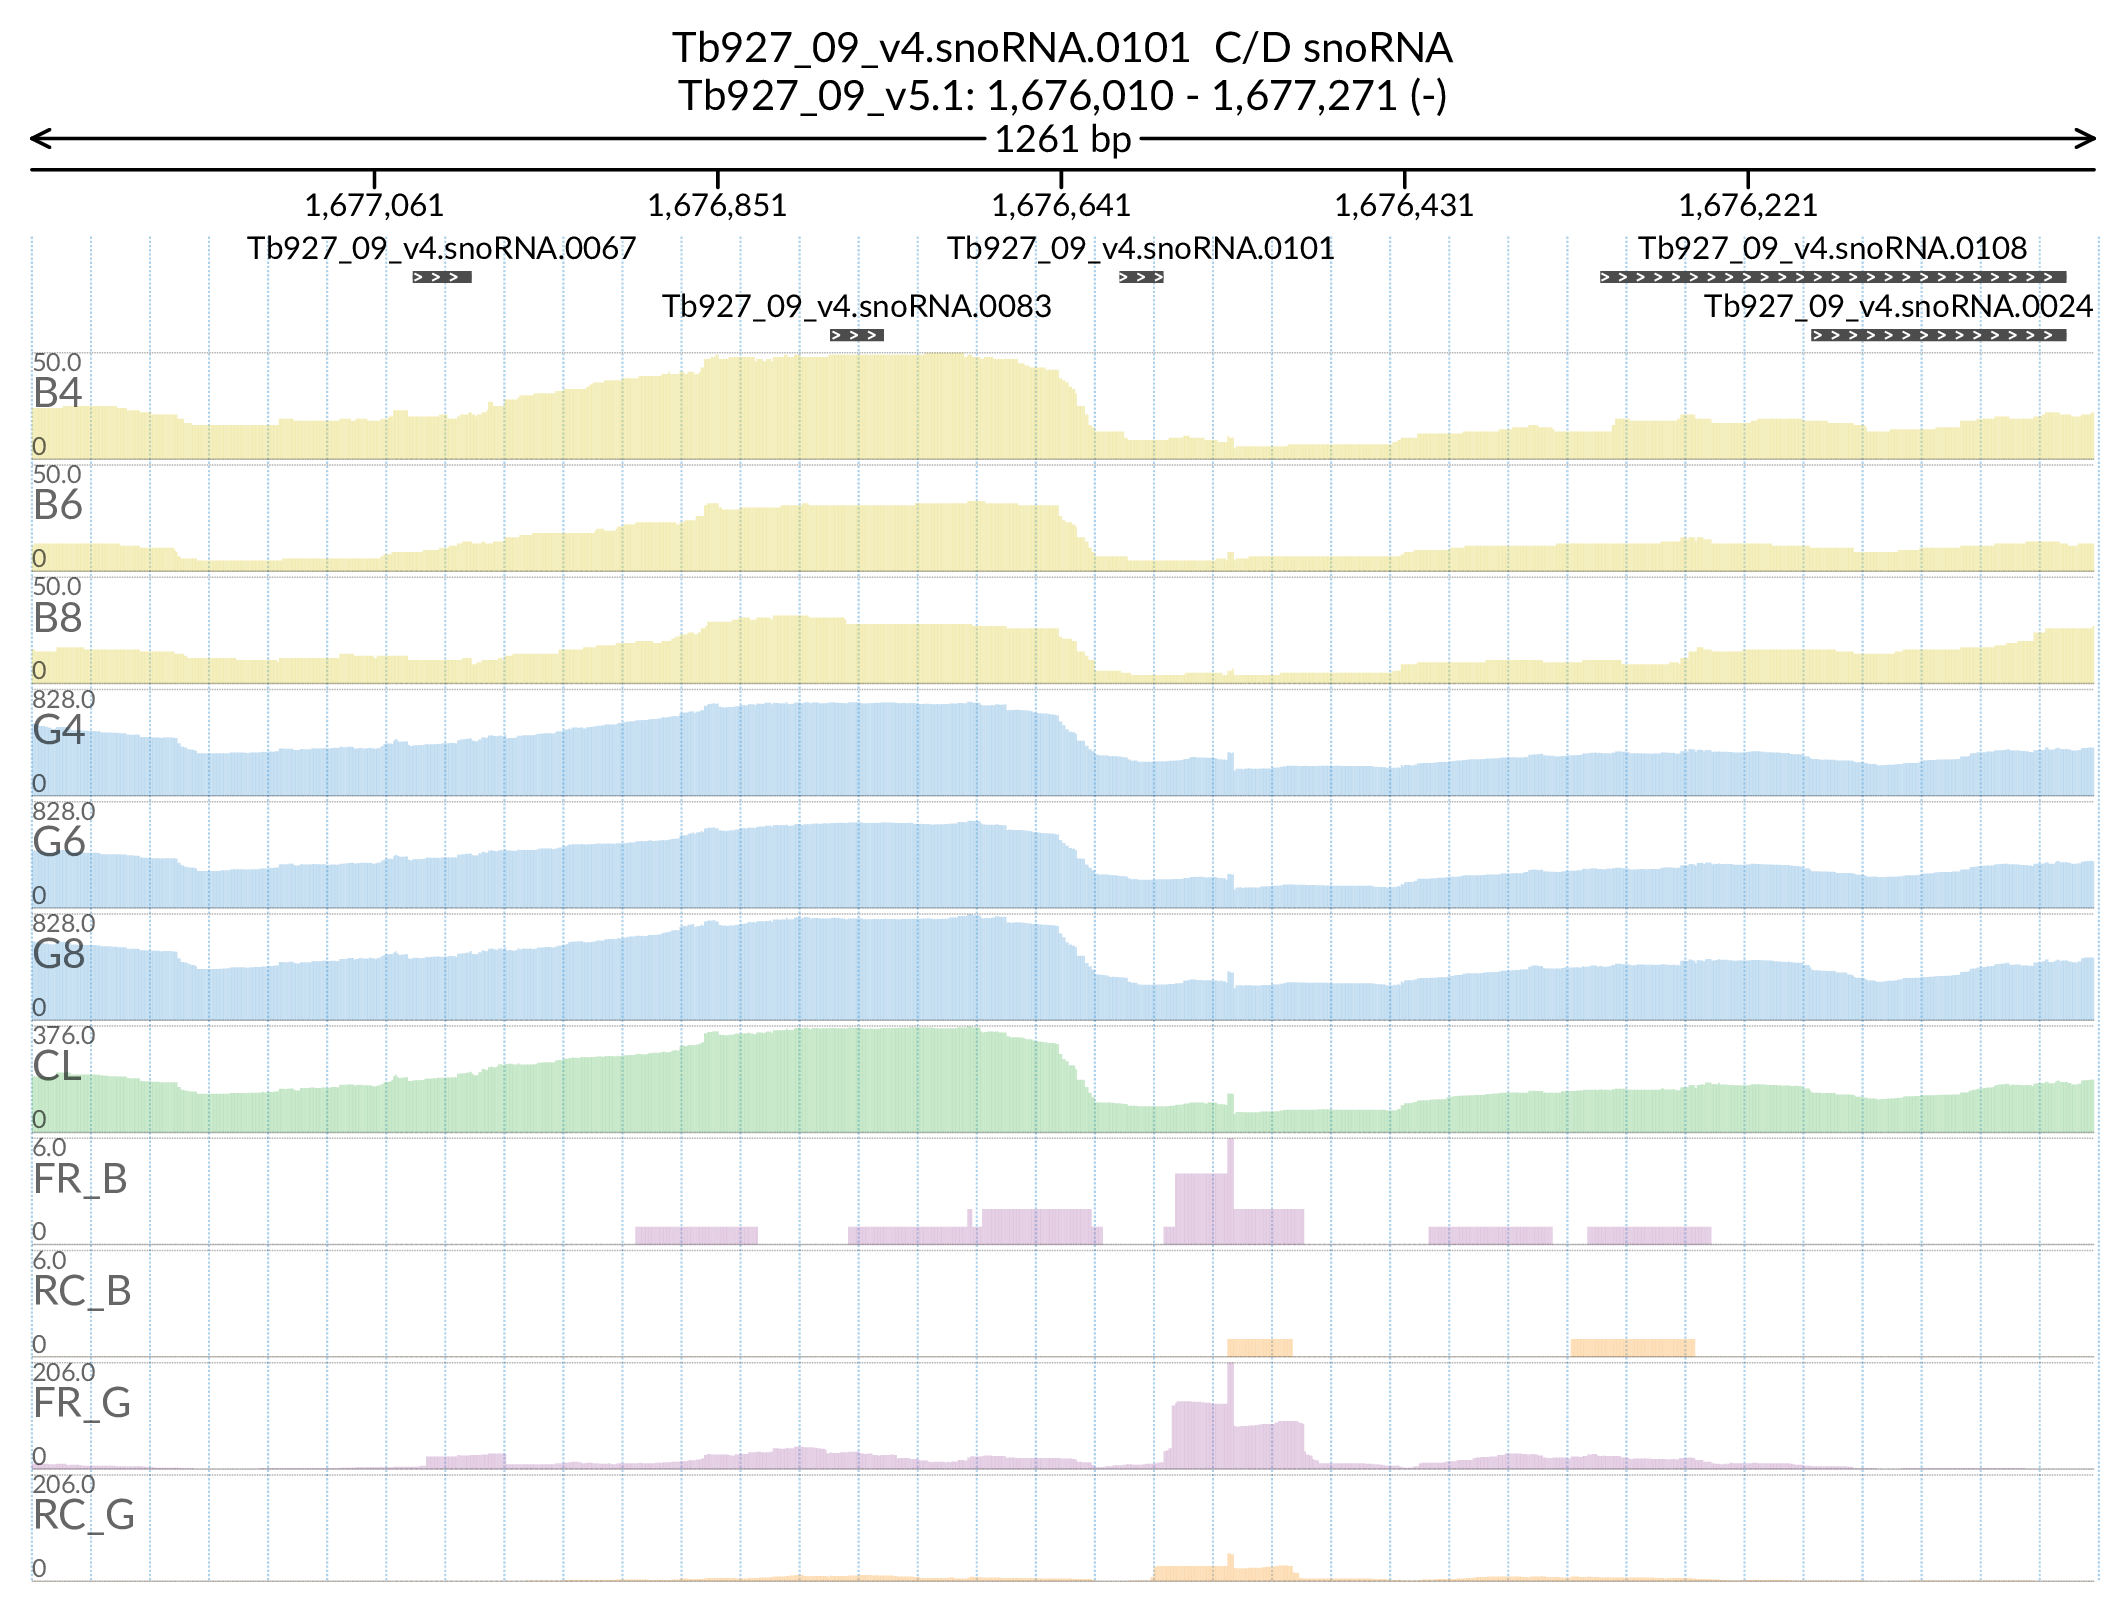 Tb927_09_v4.snoRNA.0101  C/D snoRNA
Tb927_09_v5.1: 1,676,010 - 1,677,271 (-)
1261 bp
1,677,061 1,676,851 1,676,641 1,676,431 1,676,221
Tb927_09_v4.snoRNA.0067 Tb927_09_v4.snoRNA.0101 Tb927_09_v4.snoRNA.0108
Tb927_09_v4.snoRNA.0083 Tb927_09_v4.snoRNA.0024
50.0
B4
0
50.0
B6
0
50.0
B8
0
828.0
G4
0
828.0
G6
0
828.0
G8
0
376.0
CL
0
6.0
FR_B
0
6.0
RC_B
0
206.0
FR_G
0
206.0
RC_G
0